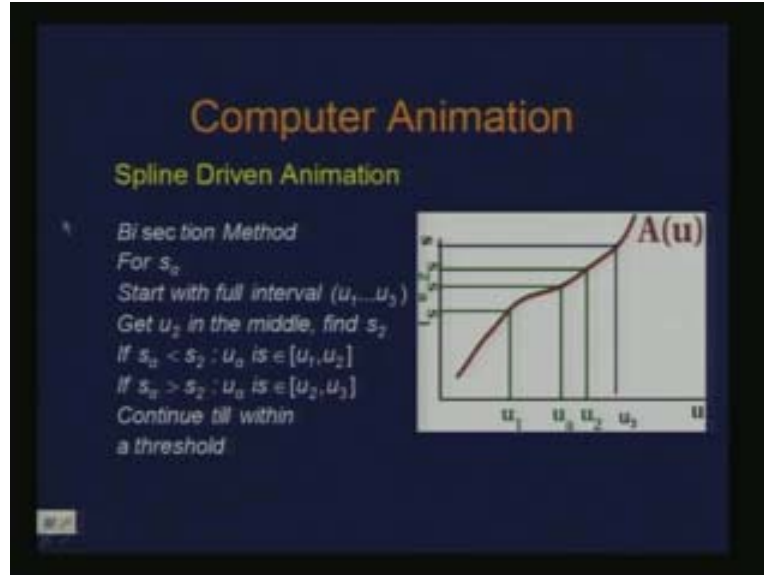 Computer Animation
Spline Driven Animation
Bi sec tion Method
For sₐ
Start with full interval (u₁...u₃)
Get u₂ in the middle, find s₂
If sₐ < s₂ : uₐ is ∈ [u₁,u₂]
If sₐ > s₂ : uₐ is ∈ [u₂,u₃]
Continue till within
a threshold
A(u)
u₁ uₐ u₂ u₃ u